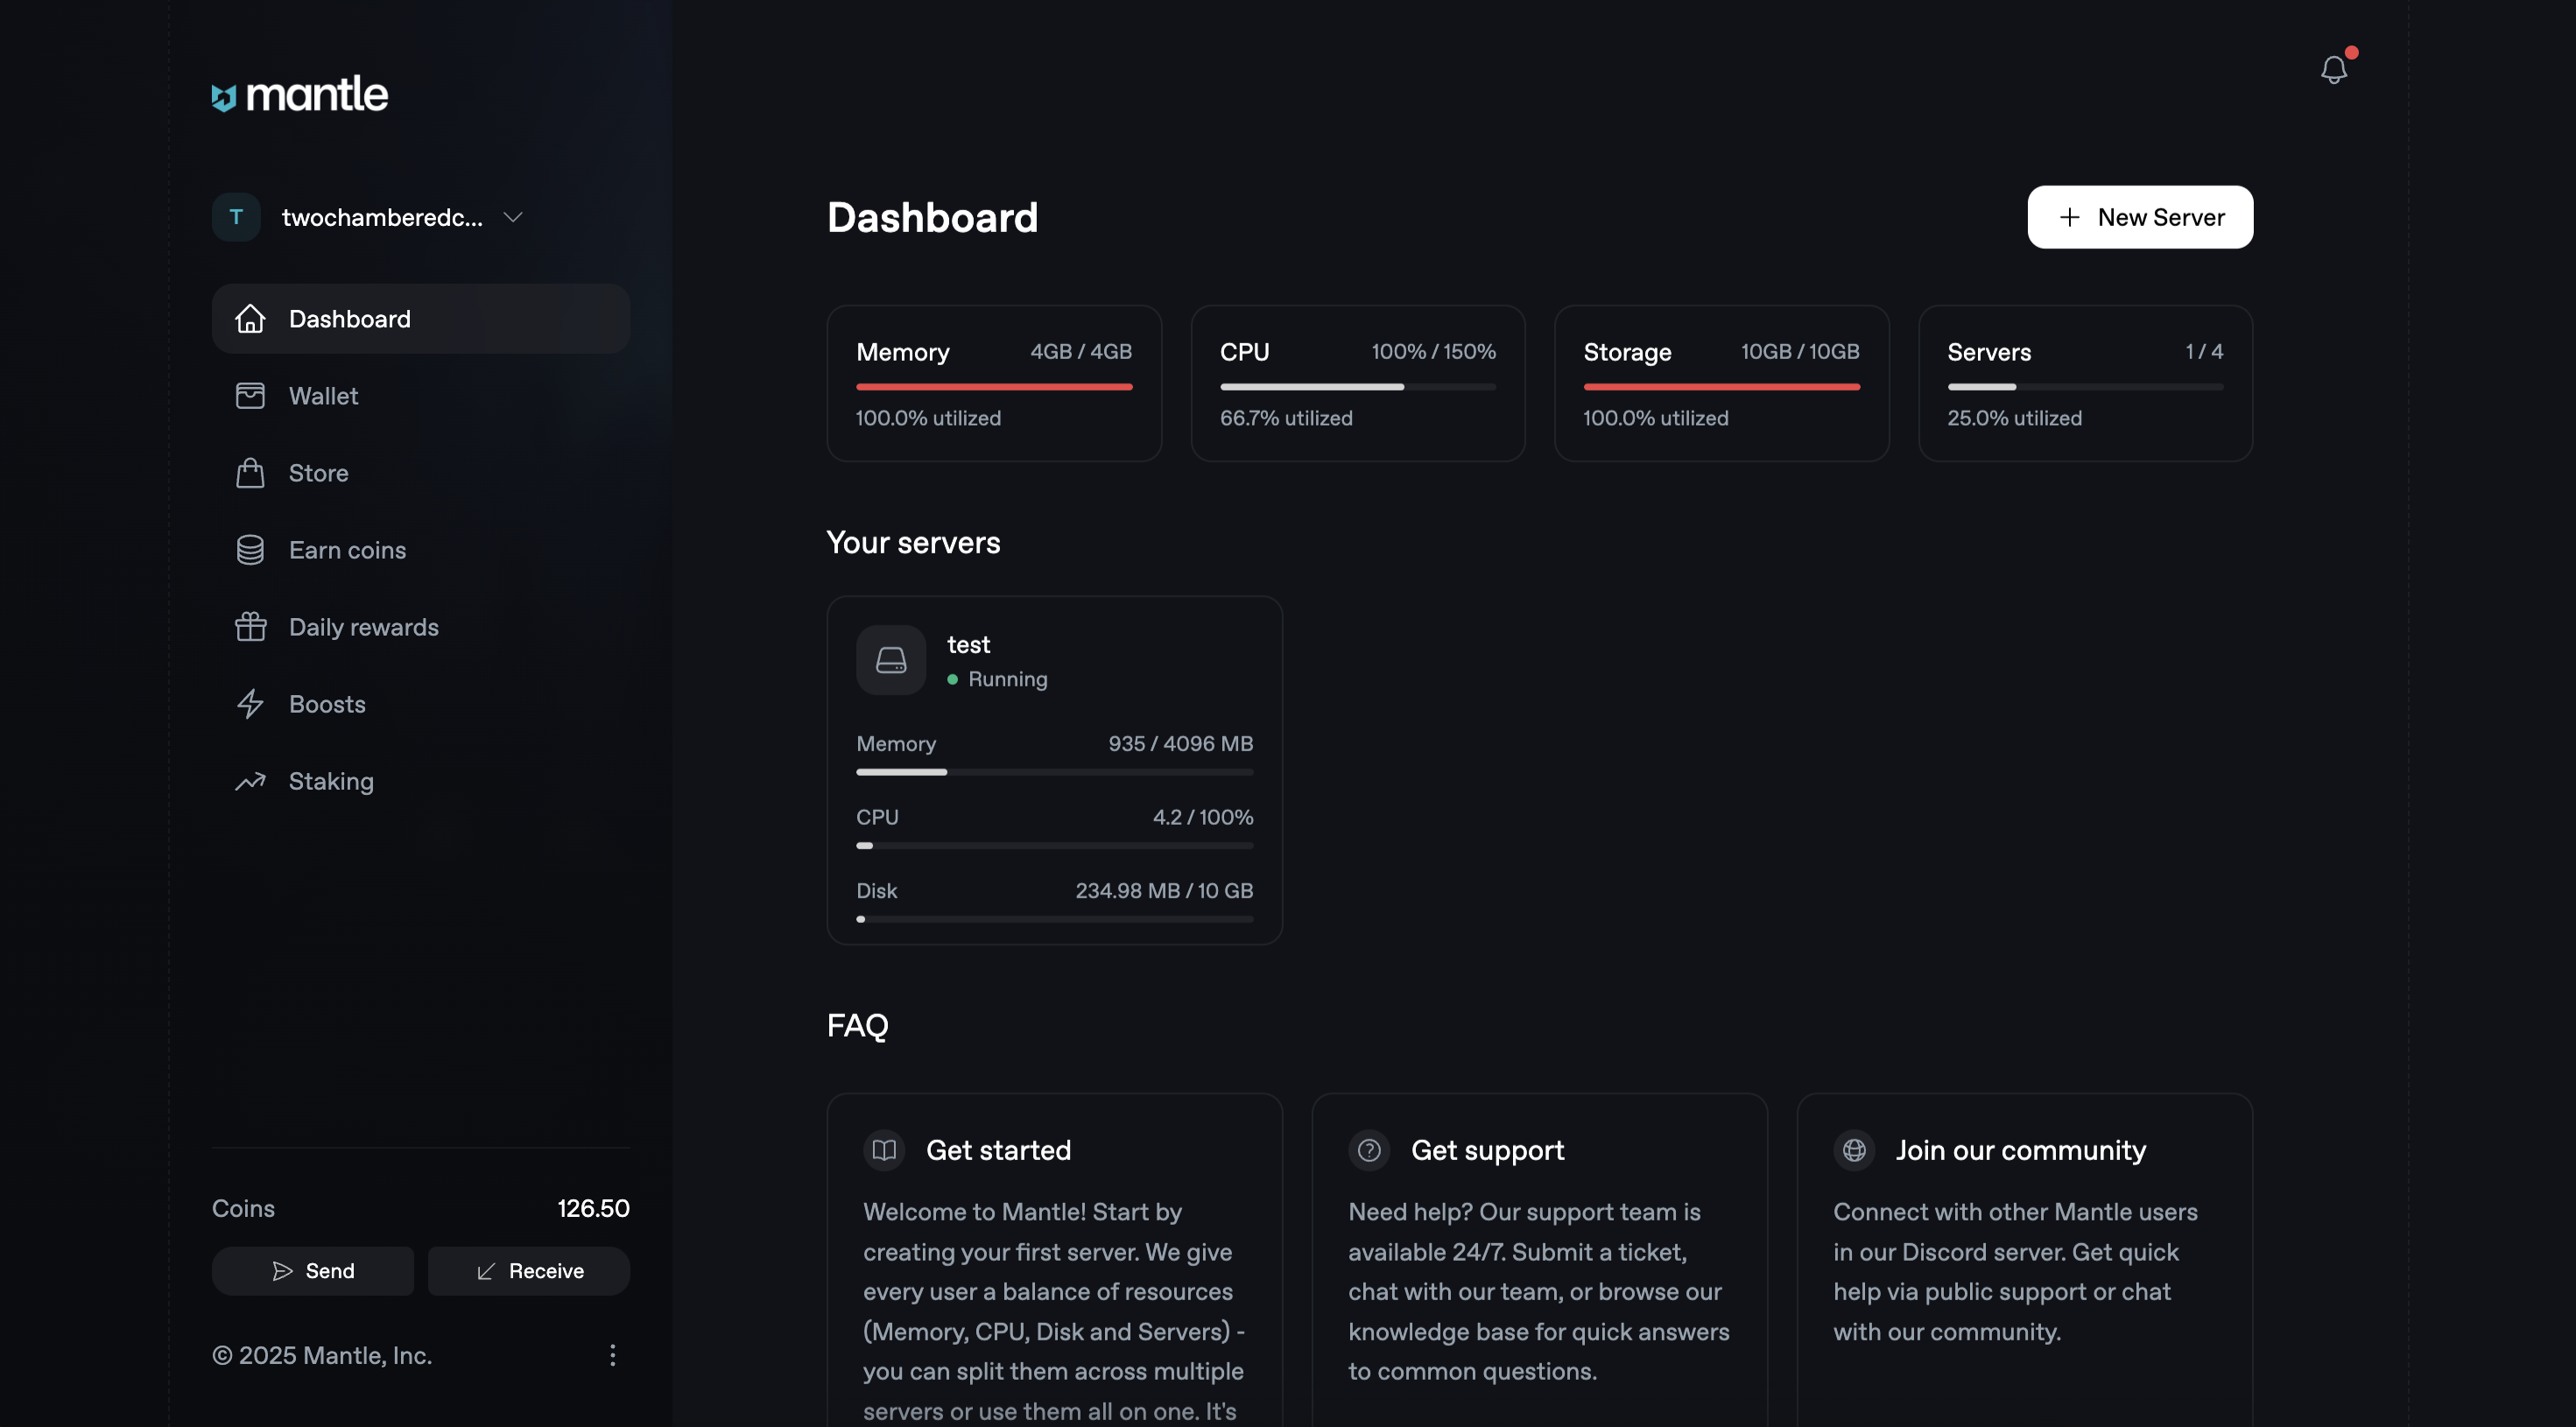 mantle
T
twochamberedc...
Dashboard
Wallet
Store
Earn coins
Daily rewards
Boosts
Staking
Coins 126.50
Send Receive
© 2025 Mantle, Inc.
Dashboard
New Server
Memory 4GB / 4GB
100.0% utilized
CPU 100% / 150%
66.7% utilized
Storage 10GB / 10GB
100.0% utilized
Servers 1 / 4
25.0% utilized
Your servers
test
Running
Memory 935 / 4096 MB
CPU 4.2 / 100%
Disk 234.98 MB / 10 GB
FAQ
Get started
Welcome to Mantle! Start by
creating your first server. We give
every user a balance of resources
(Memory, CPU, Disk and Servers) -
you can split them across multiple
servers or use them all on one. It's
Get support
Need help? Our support team is
available 24/7. Submit a ticket,
chat with our team, or browse our
knowledge base for quick answers
to common questions.
Join our community
Connect with other Mantle users
in our Discord server. Get quick
help via public support or chat
with our community.